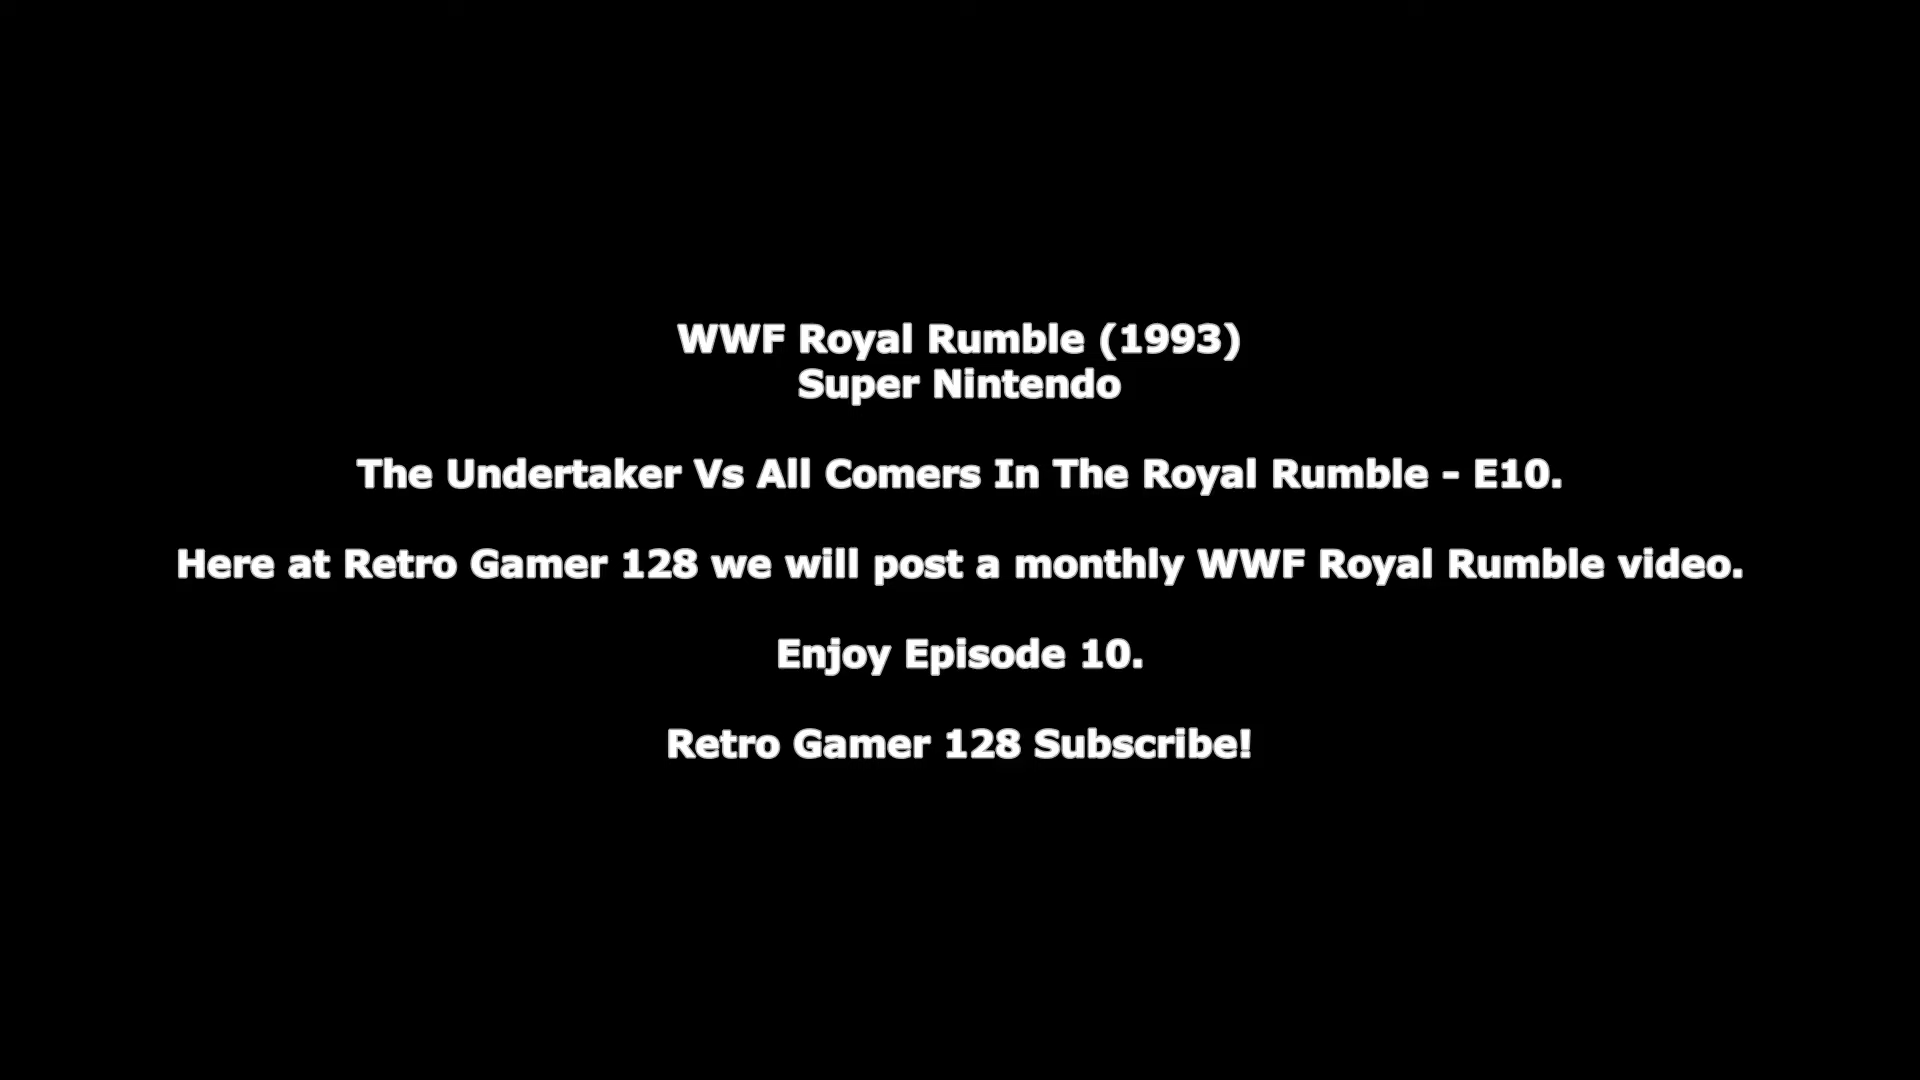 WWF Royal Rumble (1993)
Super Nintendo
The Undertaker Vs All Comers In The Royal Rumble - E10.
Here at Retro Gamer 128 we will post a monthly WWF Royal Rumble video.
Enjoy Episode 10.
Retro Gamer 128 Subscribe!